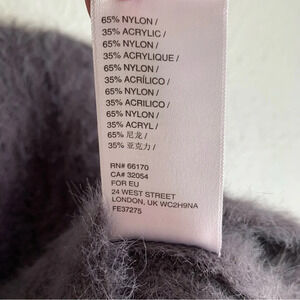 65% NYLON /
35% ACRYLIC /
65% NYLON /
35% ACRYLIQUE /
65% NYLON /
35% ACRÍLICO /
65% NYLON /
35% ACRILICO /
65% NYLON /
35% ACRYL /
65% 尼龙 /
35% 亚克力 /
RN# 66170
CA# 32054
FOR EU
24 WEST STREET
LONDON, UK WC2H9NA
FE37275